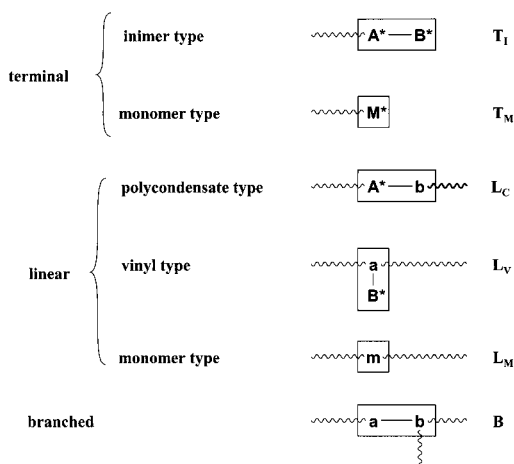 inimer type A* — B* T_I
terminal
monomer type M* T_M
polycondensate type A* — b L_C
vinyl type a L_V
linear
B*
monomer type m L_M
branched a — b B